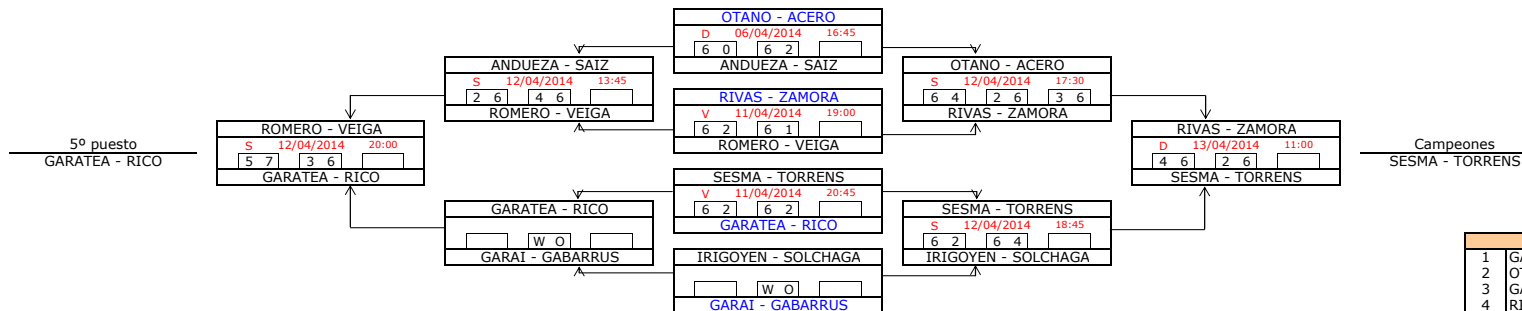 OTANO - ACERO
D 06/04/2014 16:45
6 0 6 2
ANDUEZA - SAIZ
ANDUEZA - SAIZ
S 12/04/2014 13:45
2 6 4 6
ROMERO - VEIGA
OTANO - ACERO
S 12/04/2014 17:30
6 4 2 6 3 6
RIVAS - ZAMORA
RIVAS - ZAMORA
V 11/04/2014 19:00
6 2 6 1
ROMERO - VEIGA
5º puesto
GARATEA - RICO
ROMERO - VEIGA
S 12/04/2014 20:00
5 7 3 6
GARATEA - RICO
RIVAS - ZAMORA
D 13/04/2014 11:00
4 6 2 6
SESMA - TORRENS
Campeones
SESMA - TORRENS
SESMA - TORRENS
V 11/04/2014 20:45
6 2 6 2
GARATEA - RICO
GARATEA - RICO
W O
GARAI - GABARRUS
SESMA - TORRENS
S 12/04/2014 18:45
6 2 6 4
IRIGOYEN - SOLCHAGA
IRIGOYEN - SOLCHAGA
W O
GARAI - GABARRUS
1 GA
2 OT
3 GA
4 RI